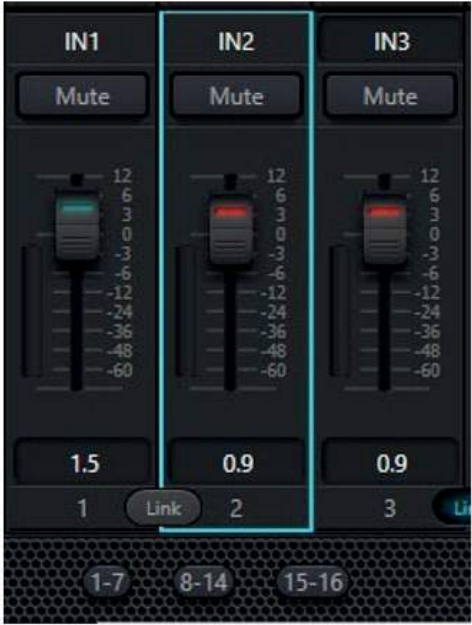 IN1 IN2 IN3
Mute Mute Mute
12 12 12
6 6 6
3 3 3
0 0 0
-3 -3 -3
-6 -6 -6
-12 -12 -12
-24 -24 -24
-36 -36 -36
-48 -48 -48
-60 -60 -60
1.5 0.9 0.9
1 Link 2 3
1-7 8-14 15-16